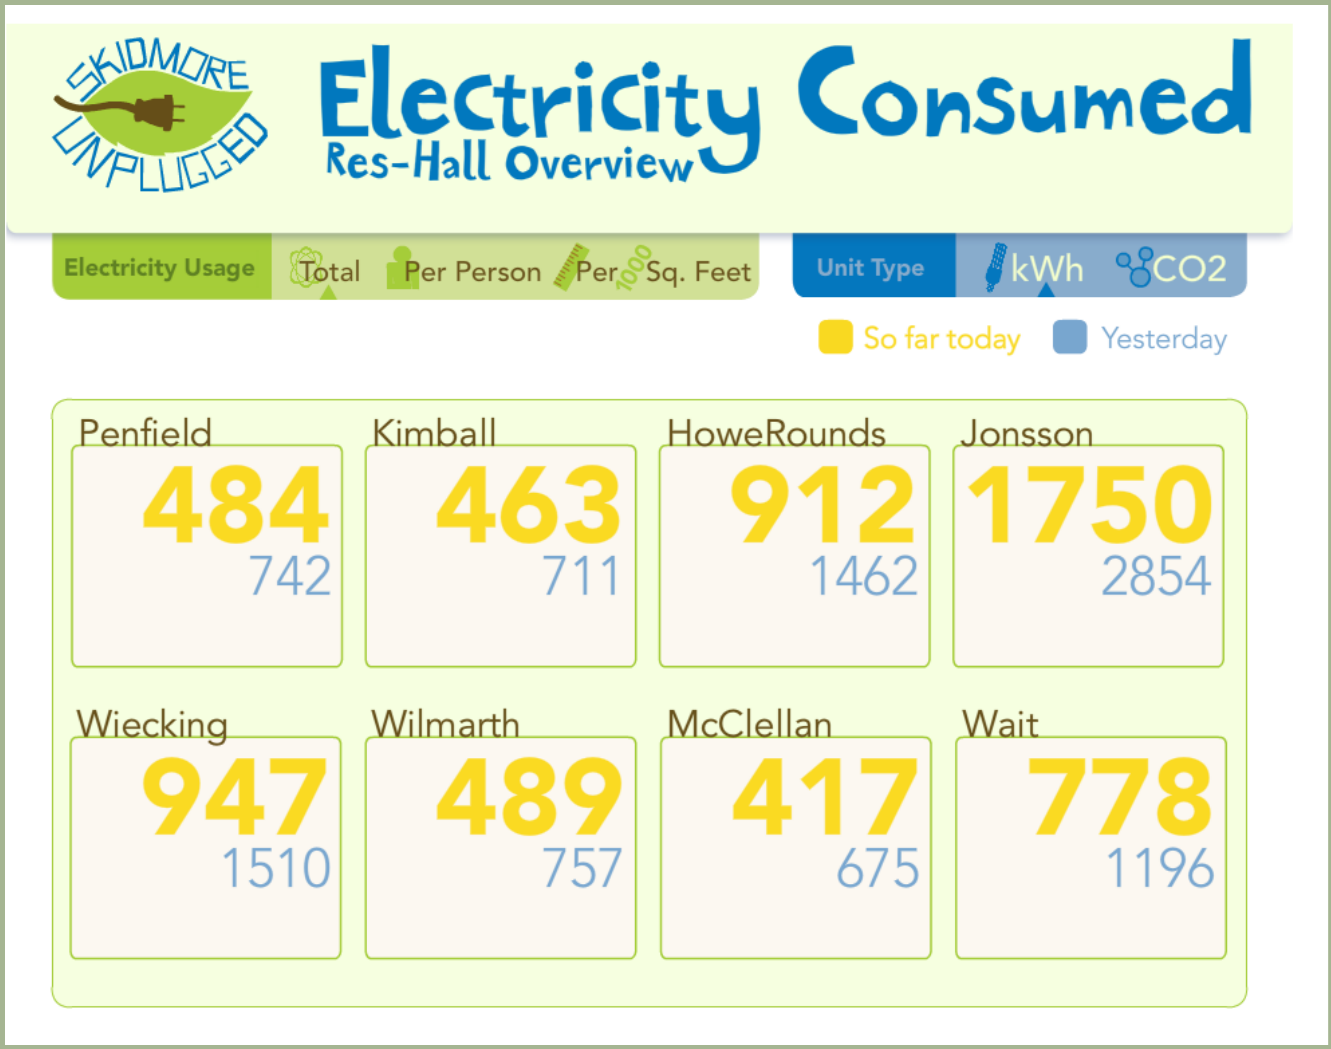 SKIDMORE
UNPLUGGED
Electricity Consumed
Res-Hall Overview
Electricity Usage Total Per Person Per 1000 Sq. Feet
Unit Type kWh CO2
So far today Yesterday
Penfield Kimball HoweRounds Jonsson
484 463 912 1750
742 711 1462 2854
Wiecking Wilmarth McClellan Wait
947 489 417 778
1510 757 675 1196